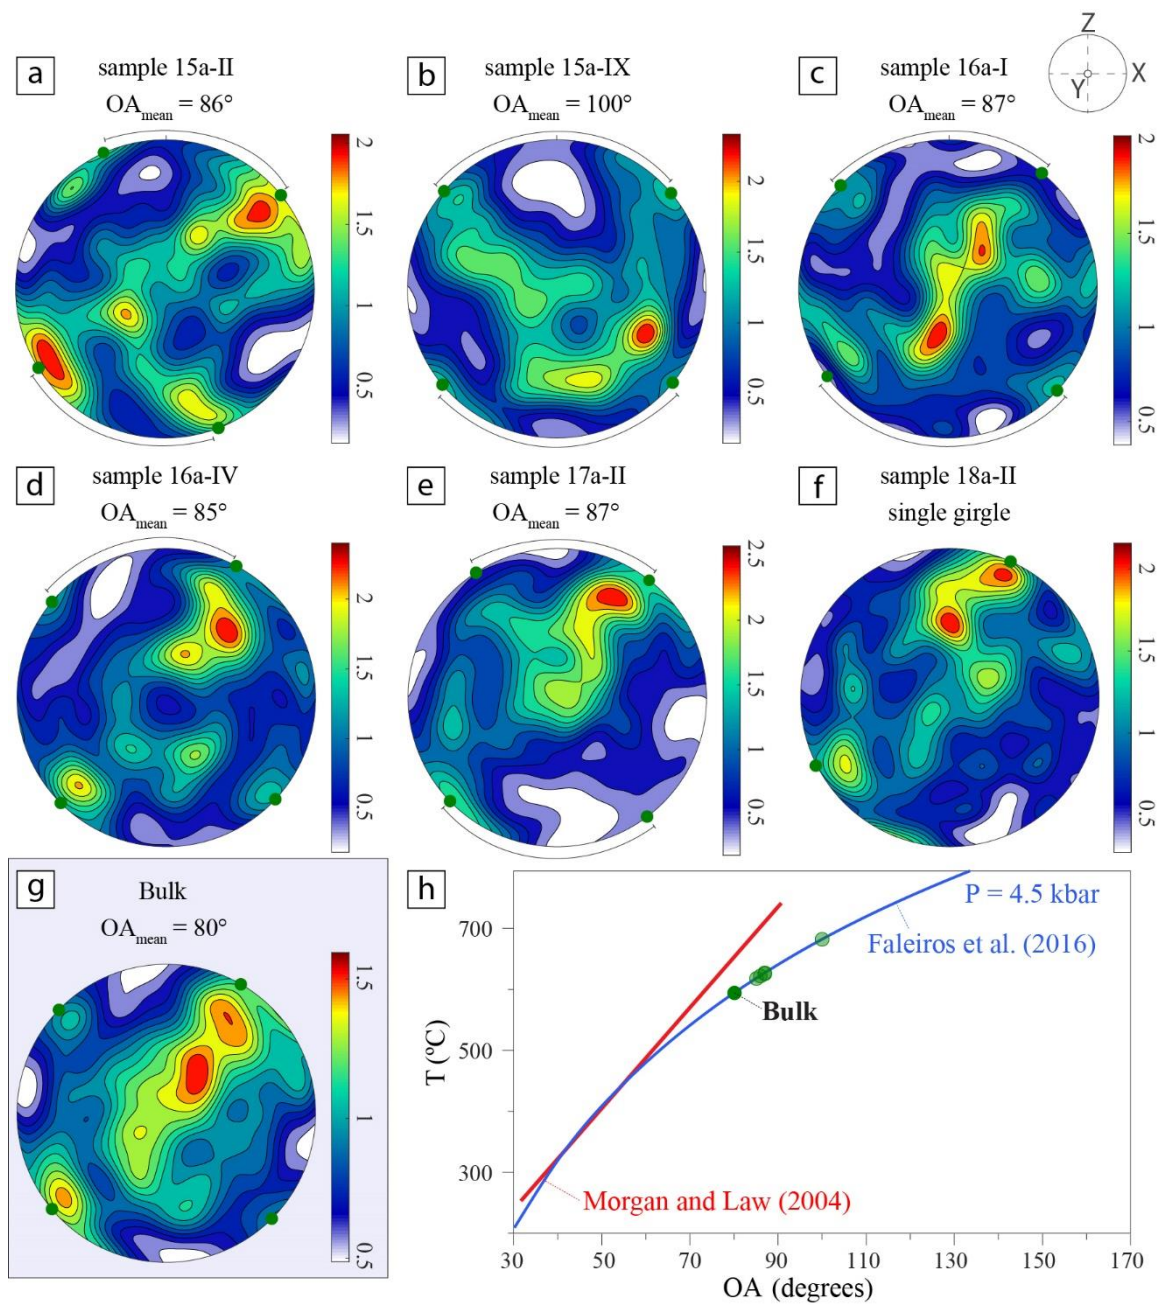 Z
X
Y
a
sample 15a-II
OAmean = 86°
2
1.5
1
0.5
b
sample 15a-IX
OAmean = 100°
2
1.5
1
0.5
c
sample 16a-I
OAmean = 87°
2
1.5
1
0.5
d
sample 16a-IV
OAmean = 85°
2
1.5
1
0.5
e
sample 17a-II
OAmean = 87°
2.5
2
1.5
1
0.5
f
sample 18a-II
single girgle
2
1.5
1
0.5
g
Bulk
OAmean = 80°
1.5
1
0.5
h
P = 4.5 kbar
Faleiros et al. (2016)
Bulk
Morgan and Law (2004)
T (ºC)
700
500
300
30 50 70 90 110 130 150 170
OA (degrees)